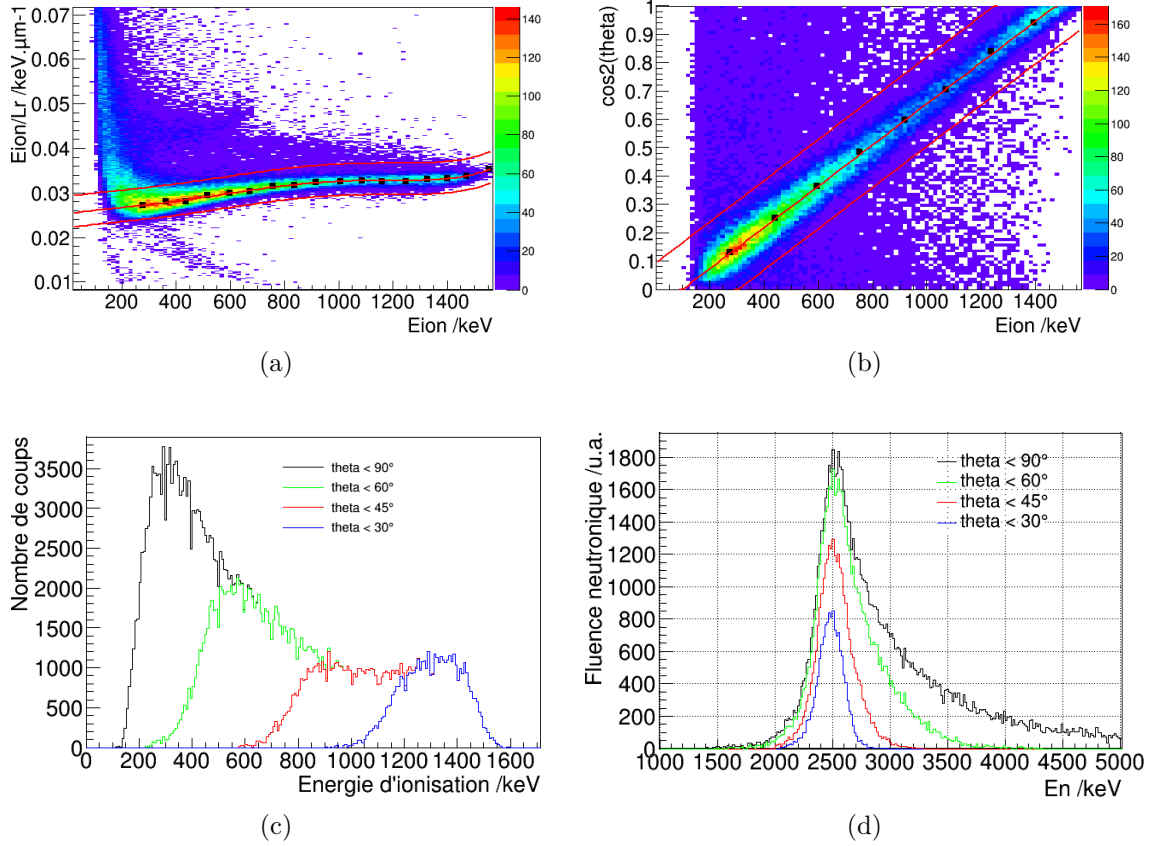 Eion/Lr /keV.µm-1
0.07
0.06
0.05
0.04
0.03
0.02
0.01
200 400 600 800 1000 1200 1400
Eion /keV
140
120
100
80
60
40
20
0
(a)
cos2(theta)
1
0.9
0.8
0.7
0.6
0.5
0.4
0.3
0.2
0.1
0
200 400 600 800 1000 1200 1400
Eion /keV
160
140
120
100
80
60
40
20
0
(b)
Nombre de coups
3500
3000
2500
2000
1500
1000
500
0
theta < 90°
theta < 60°
theta < 45°
theta < 30°
0 200 400 600 800 1000 1200 1400 1600
Energie d'ionisation /keV
(c)
Fluence neutronique /u.a.
1800
1600
1400
1200
1000
800
600
400
200
0
theta < 90°
theta < 60°
theta < 45°
theta < 30°
1000 1500 2000 2500 3000 3500 4000 4500 5000
En /keV
(d)